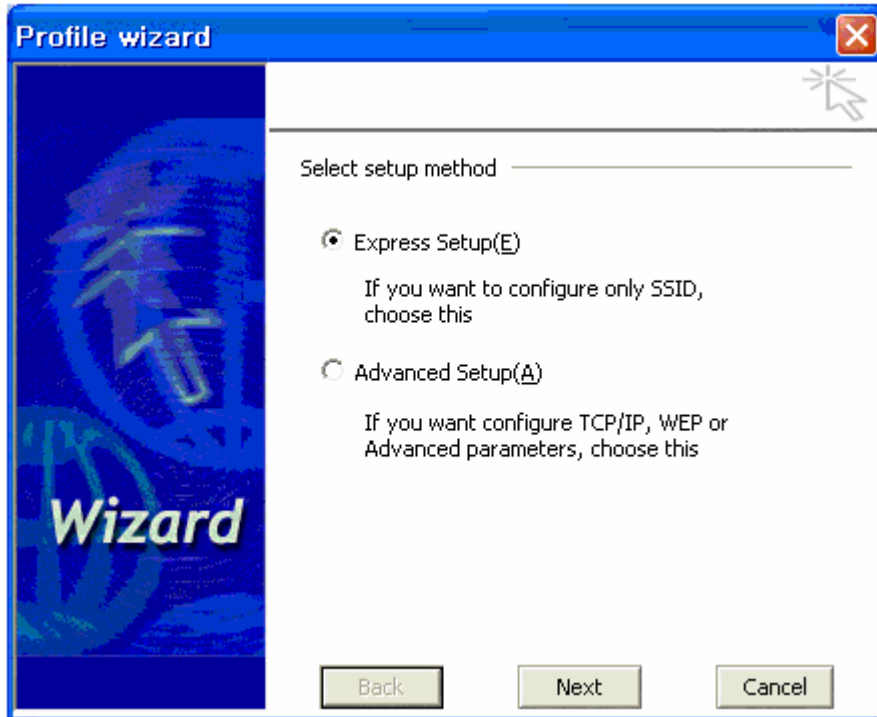 Profile wizard
Select setup method
Express Setup(E)
If you want to configure only SSID,
choose this
Advanced Setup(A)
If you want configure TCP/IP, WEP or
Advanced parameters, choose this
Wizard
Back
Next
Cancel